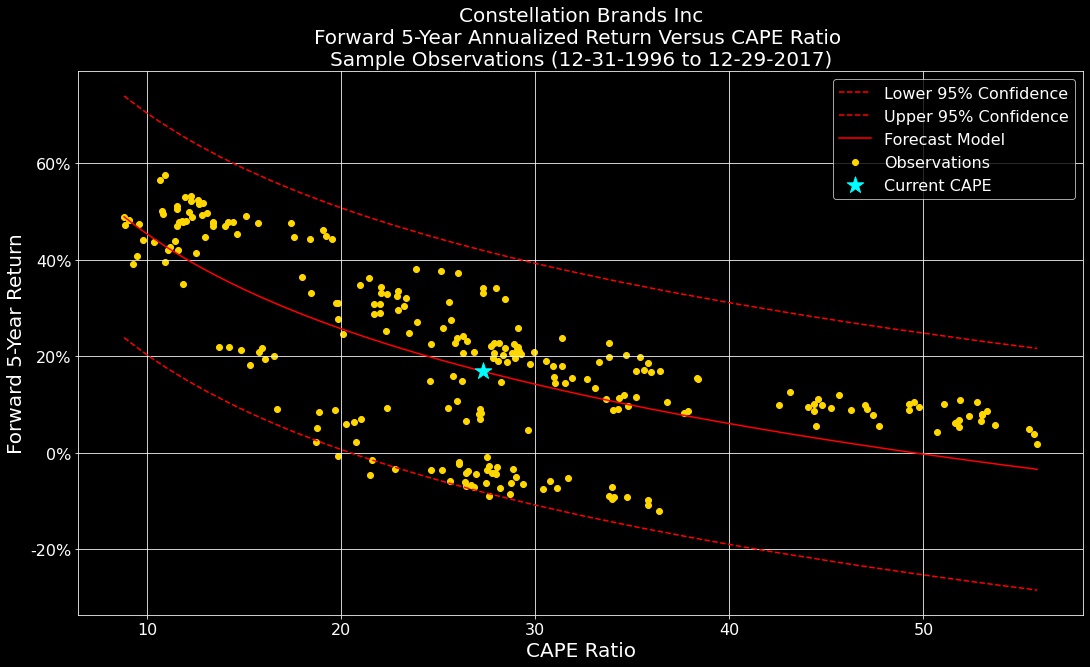 Constellation Brands Inc
Forward 5-Year Annualized Return Versus CAPE Ratio
Sample Observations (12-31-1996 to 12-29-2017)
Lower 95% Confidence
Upper 95% Confidence
Forecast Model
Observations
Current CAPE
Forward 5-Year Return
60%
40%
20%
0%
-20%
10 20 30 40 50
CAPE Ratio